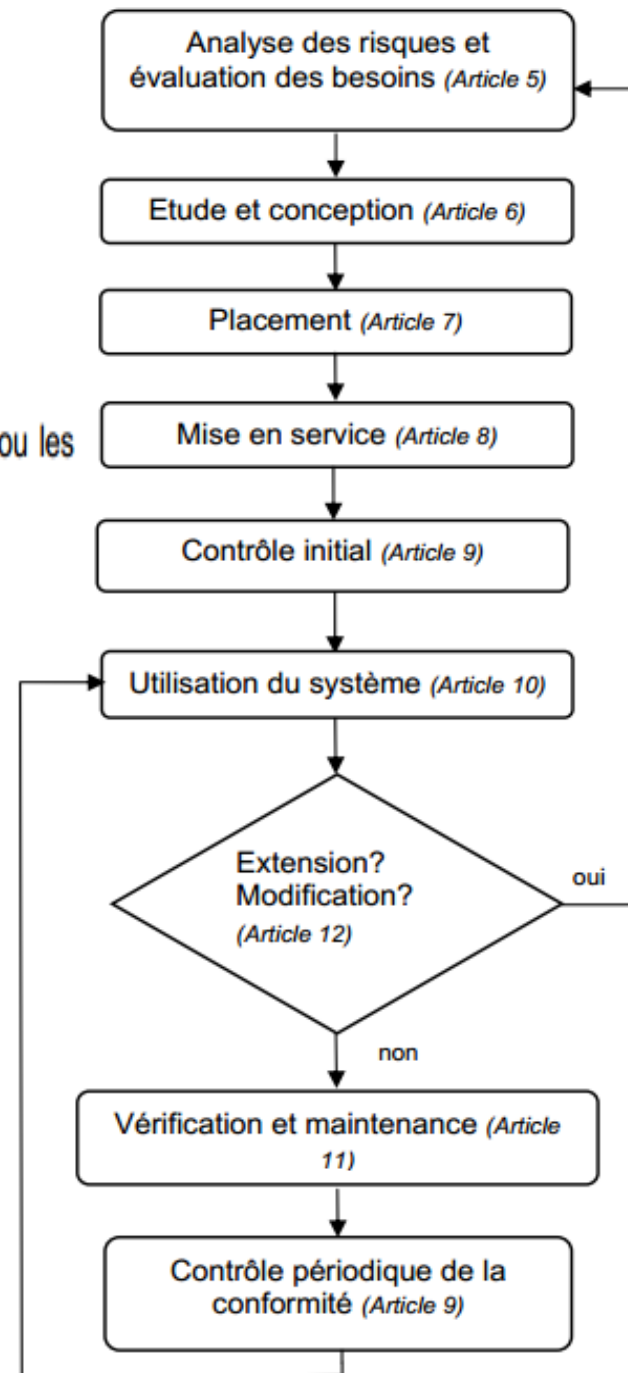 Analyse des risques et
évaluation des besoins (Article 5)
Etude et conception (Article 6)
Placement (Article 7)
ou les
Mise en service (Article 8)
Contrôle initial (Article 9)
Utilisation du système (Article 10)
Extension?
Modification?
(Article 12)
oui
non
Vérification et maintenance (Article
11)
Contrôle périodique de la
conformité (Article 9)